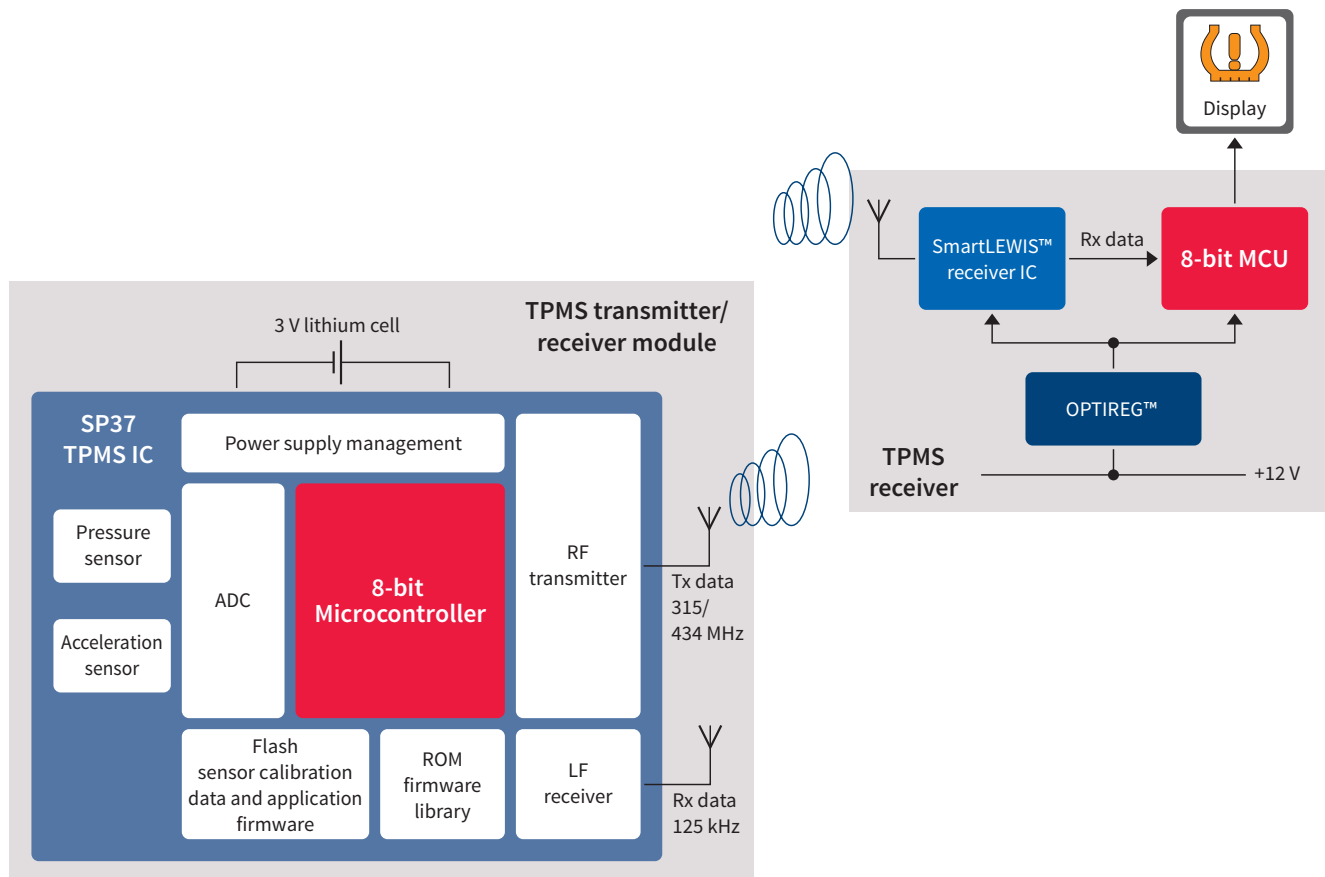 Display
SmartLEWIS™
receiver IC
Rx data
8-bit MCU
OPTIREG™
TPMS
receiver
+12 V
TPMS transmitter/
receiver module
3 V lithium cell
SP37
TPMS IC
Power supply management
Pressure
sensor
Acceleration
sensor
ADC
8-bit
Microcontroller
RF
transmitter
Tx data
315/
434 MHz
Flash
sensor calibration
data and application
firmware
ROM
firmware
library
LF
receiver
Rx data
125 kHz